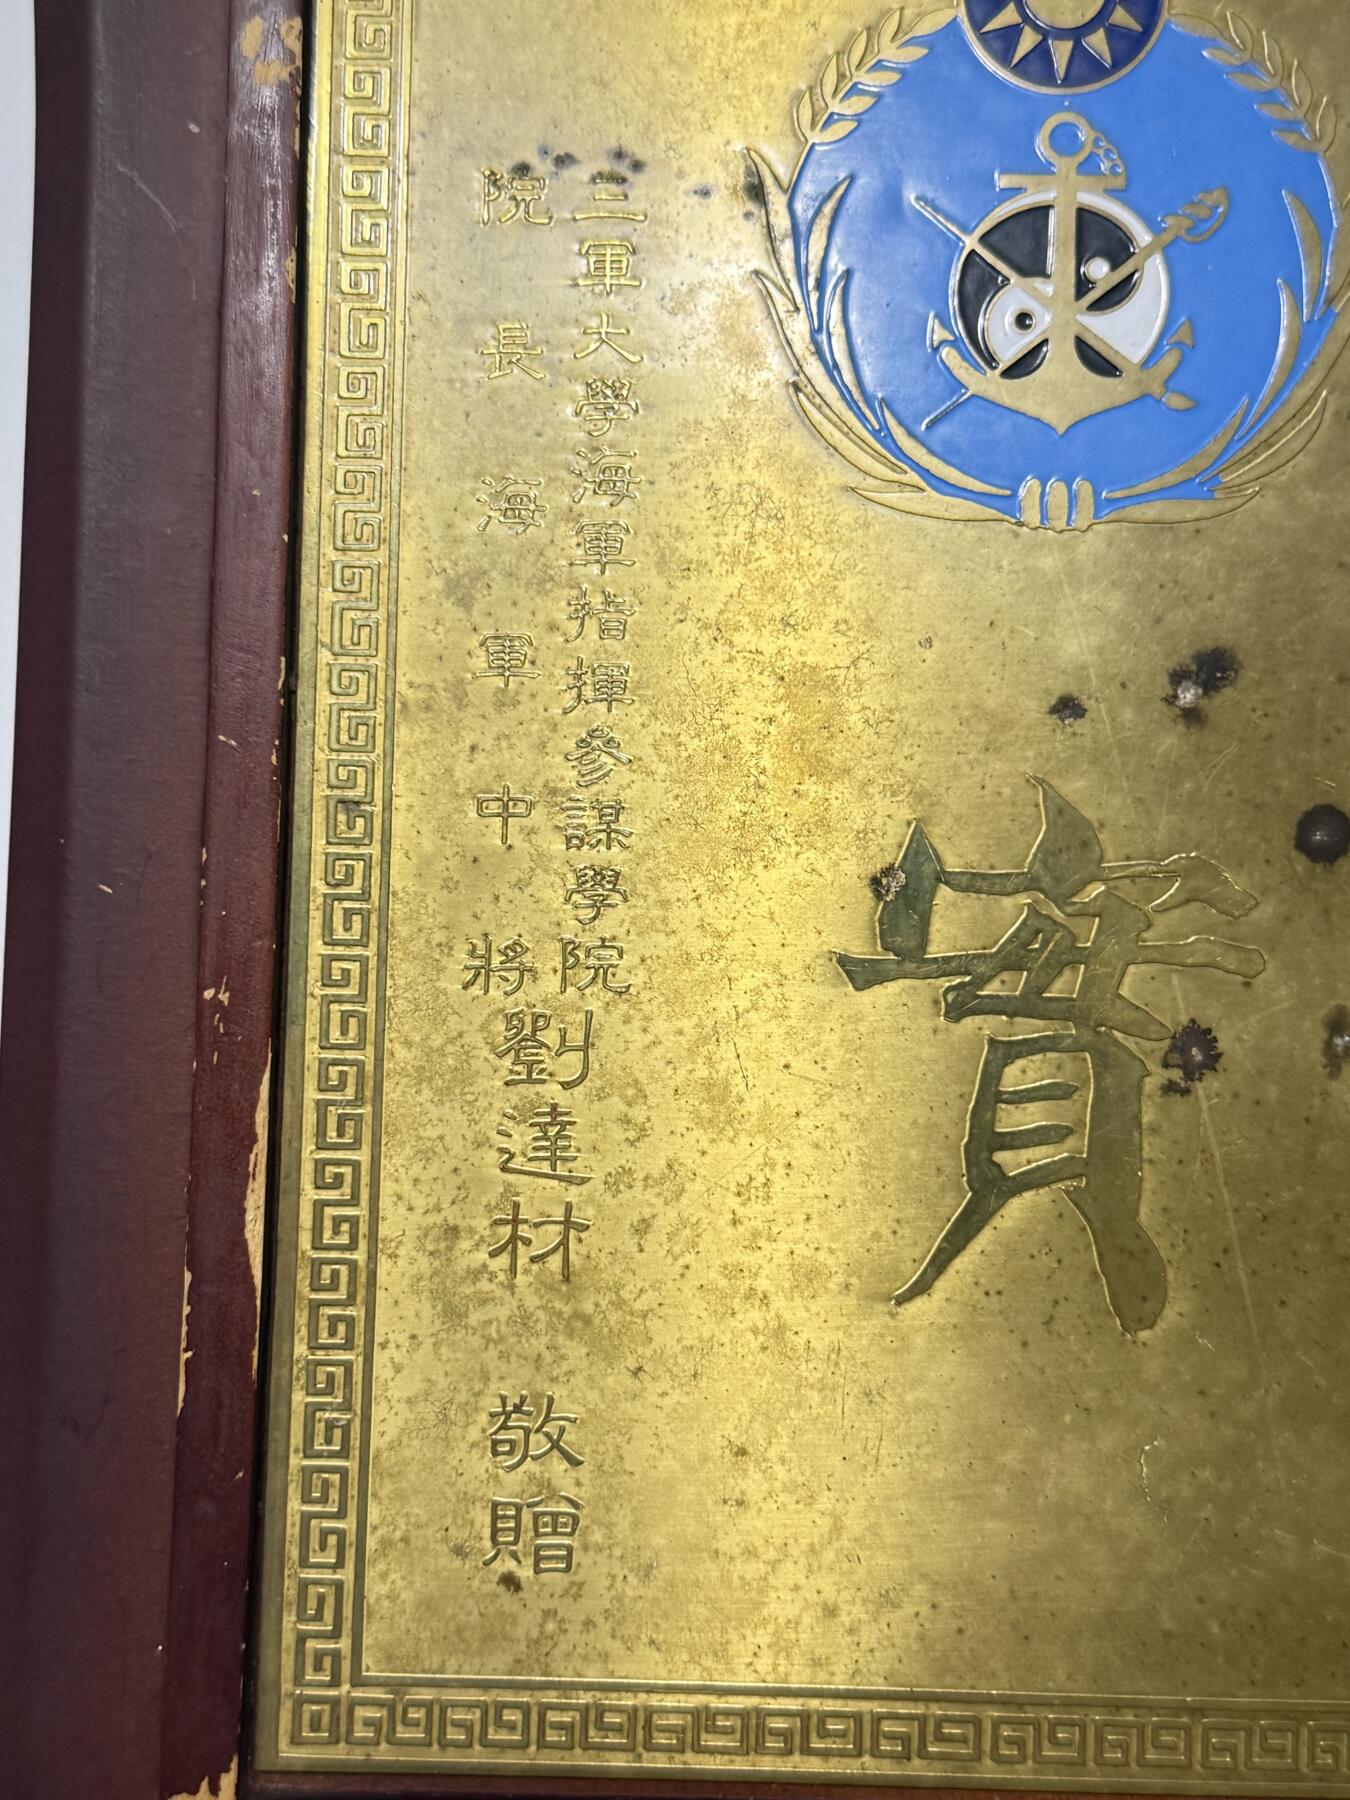 實
三軍大學海軍指揮參謀學院
院長海軍中將劉達材
敬贈